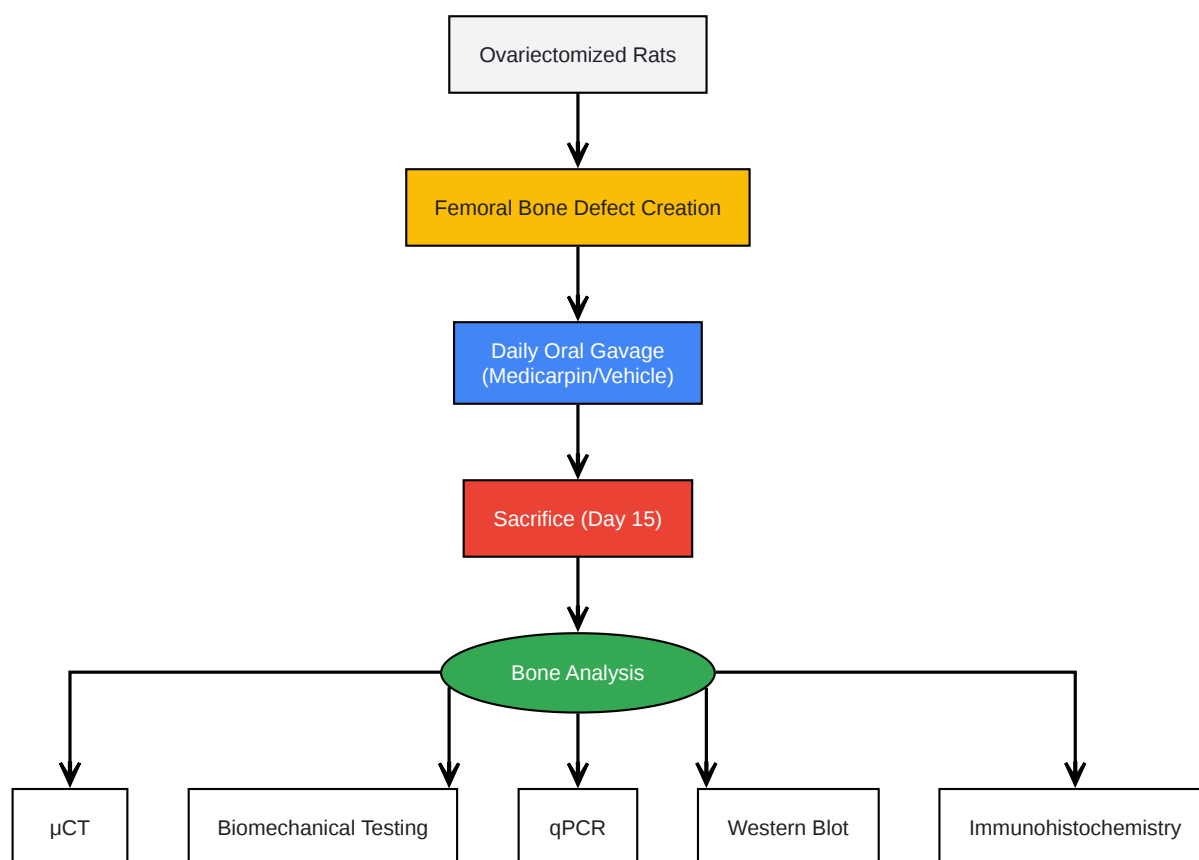 Ovariectomized Rats
Femoral Bone Defect Creation
Daily Oral Gavage
(Medicarpin/Vehicle)
Sacrifice (Day 15)
Bone Analysis
µCT
Biomechanical Testing
qPCR
Western Blot
Immunohistochemistry